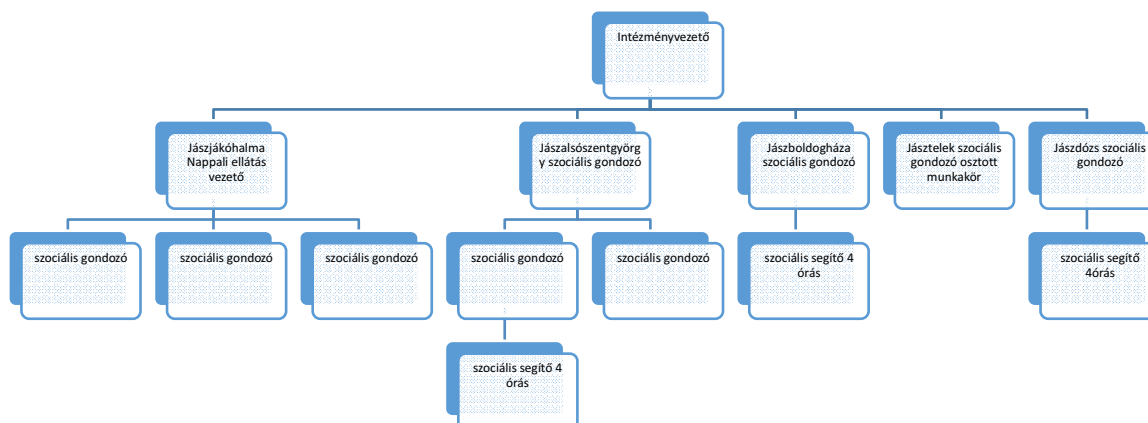 Intézményvezető
Jászjákóhalma
Nappali ellátás
vezető
Jászalsószentgyörg
y szociális gondozó
Jászboldogháza
szociális gondozó
Jásztelek szociális
gondozó osztott
munkakör
Jászdózs szociális
gondozó
szociális gondozó
szociális gondozó
szociális gondozó
szociális gondozó
szociális gondozó
szociális segítő 4
órás
szociális segítő
4órás
szociális segítő 4
órás